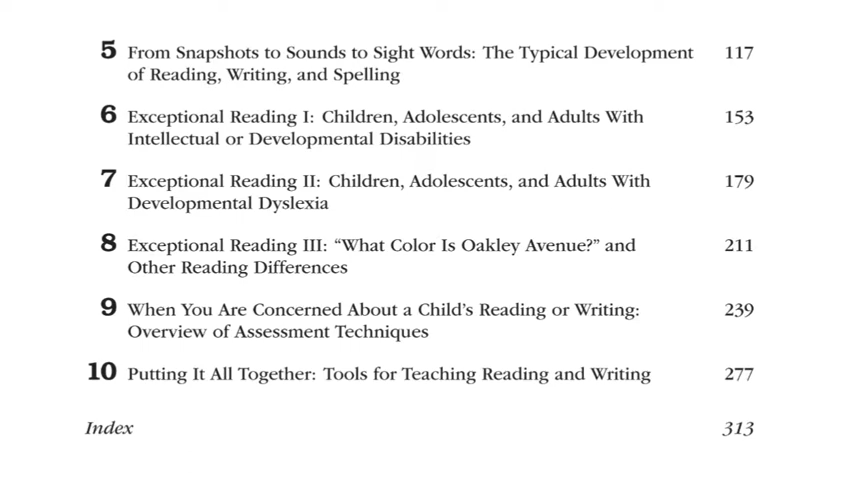 5 From Snapshots to Sounds to Sight Words: The Typical Development 117
of Reading, Writing, and Spelling
6 Exceptional Reading I: Children, Adolescents, and Adults With 153
Intellectual or Developmental Disabilities
7 Exceptional Reading II: Children, Adolescents, and Adults With 179
Developmental Dyslexia
8 Exceptional Reading III: “What Color Is Oakley Avenue?” and 211
Other Reading Differences
9 When You Are Concerned About a Child’s Reading or Writing: 239
Overview of Assessment Techniques
10 Putting It All Together: Tools for Teaching Reading and Writing 277
Index 313